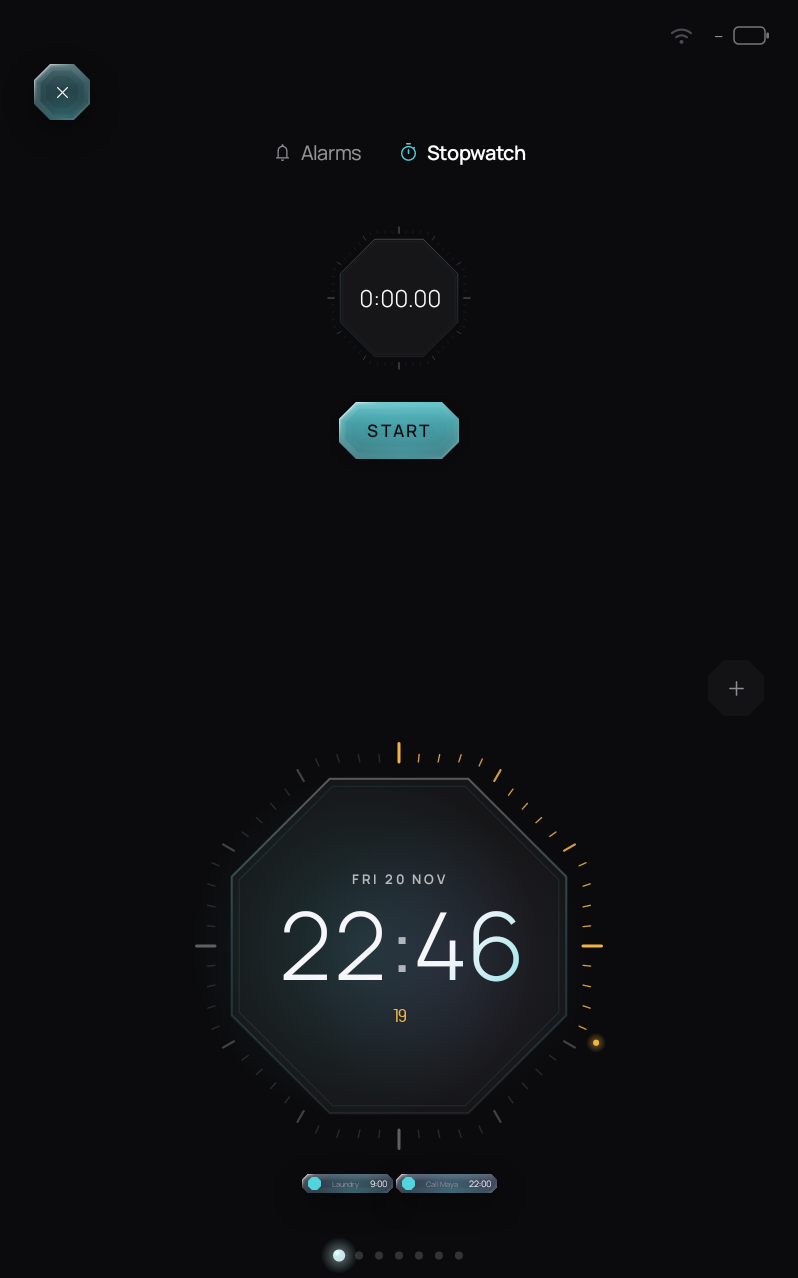 –
Alarms Stopwatch
0:00.00
START
FRI 20 NOV
22:46
19
Laundry 9:00 Call Maya 22:00